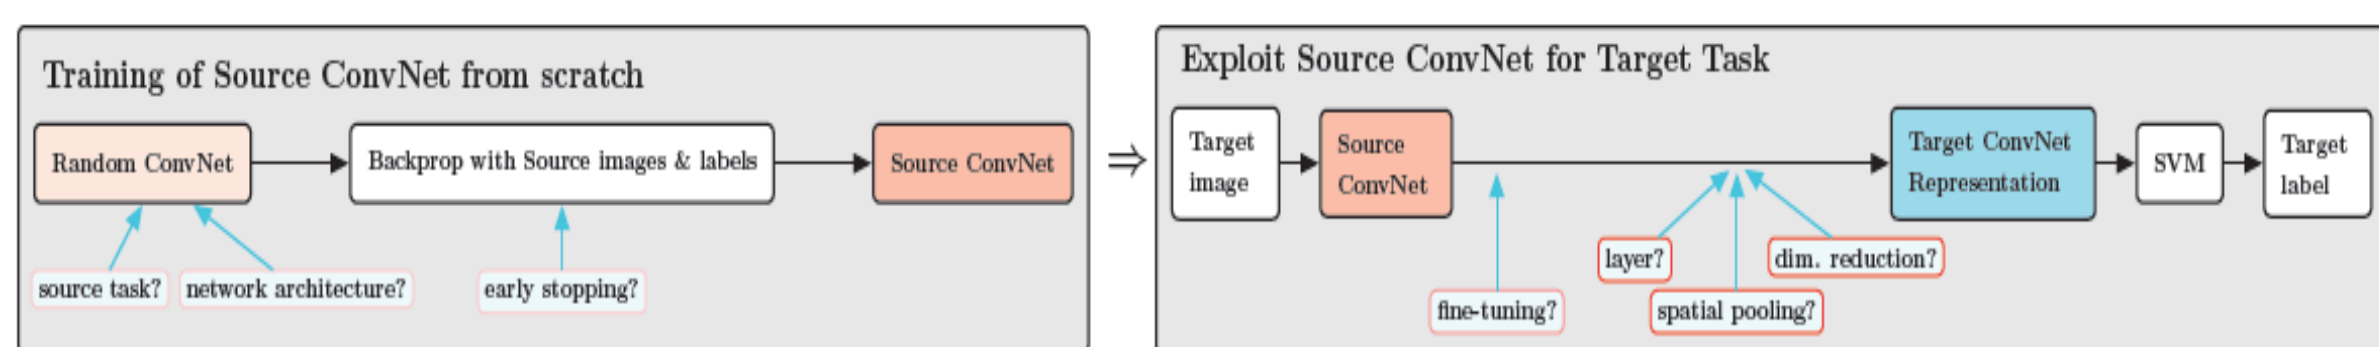 Training of Source ConvNet from scratch
Random ConvNet
Backprop with Source images & labels
Source ConvNet
source task?
network architecture?
early stopping?
⇒
Exploit Source ConvNet for Target Task
Target
image
Source
ConvNet
Target ConvNet
Representation
SVM
Target
label
fine-tuning?
layer?
spatial pooling?
dim. reduction?